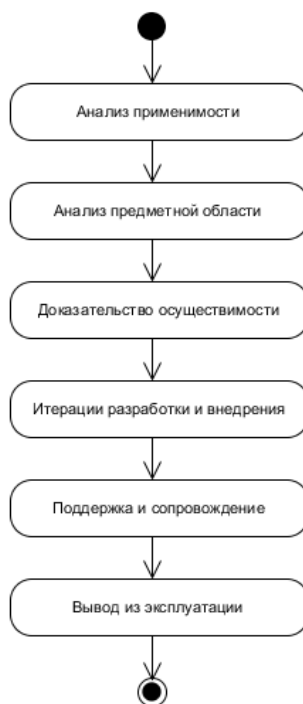 Анализ применимости
Анализ предметной области
Доказательство осуществимости
Итерации разработки и внедрения
Поддержка и сопровождение
Вывод из эксплуатации